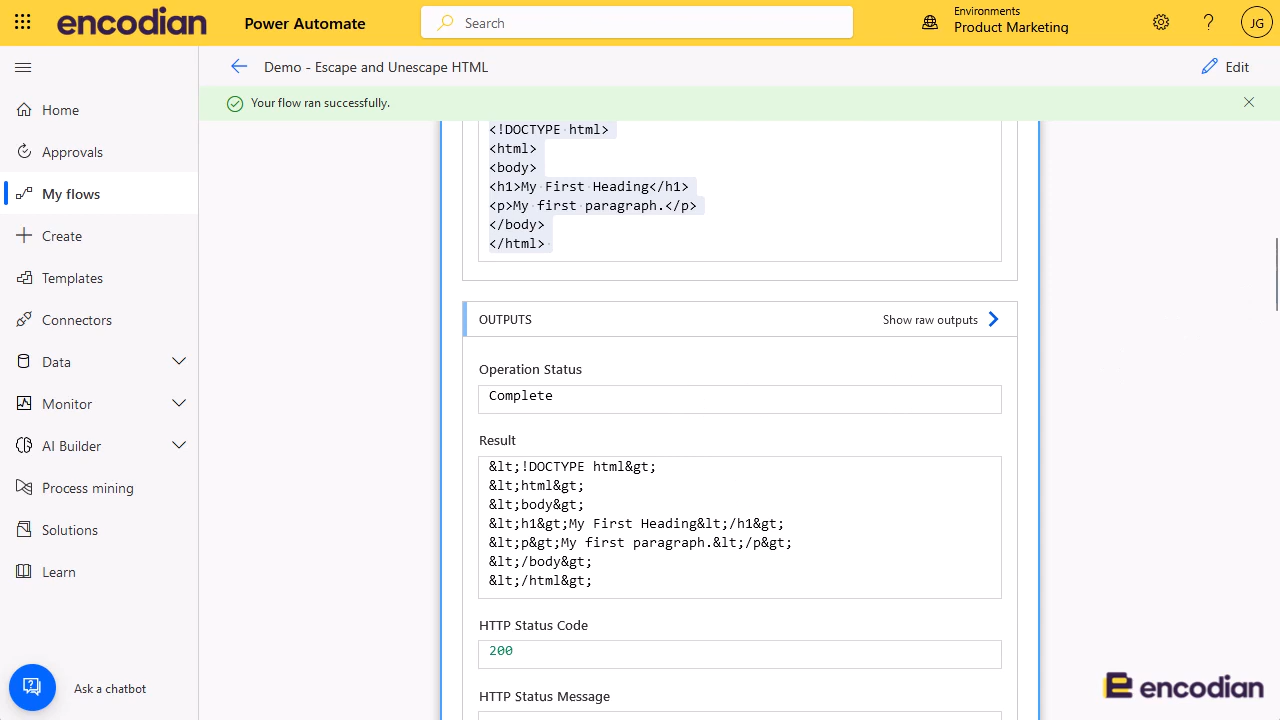 encodian
Power Automate
Search
Environments
Product Marketing
?
JG
Demo - Escape and Unescape HTML
Edit
Your flow ran successfully.
Home
Approvals
My flows
Create
Templates
Connectors
Data
Monitor
AI Builder
Process mining
Solutions
Learn
Ask a chatbot
<!DOCTYPE html>
<html>
<body>
<h1>My First Heading</h1>
<p>My first paragraph.</p>
</body>
</html>
OUTPUTS
Show raw outputs
Operation Status
Complete
Result
&lt;!DOCTYPE html&gt;
&lt;html&gt;
&lt;body&gt;
&lt;h1&gt;My First Heading&lt;/h1&gt;
&lt;p&gt;My first paragraph.&lt;/p&gt;
&lt;/body&gt;
&lt;/html&gt;
HTTP Status Code
200
HTTP Status Message
encodian